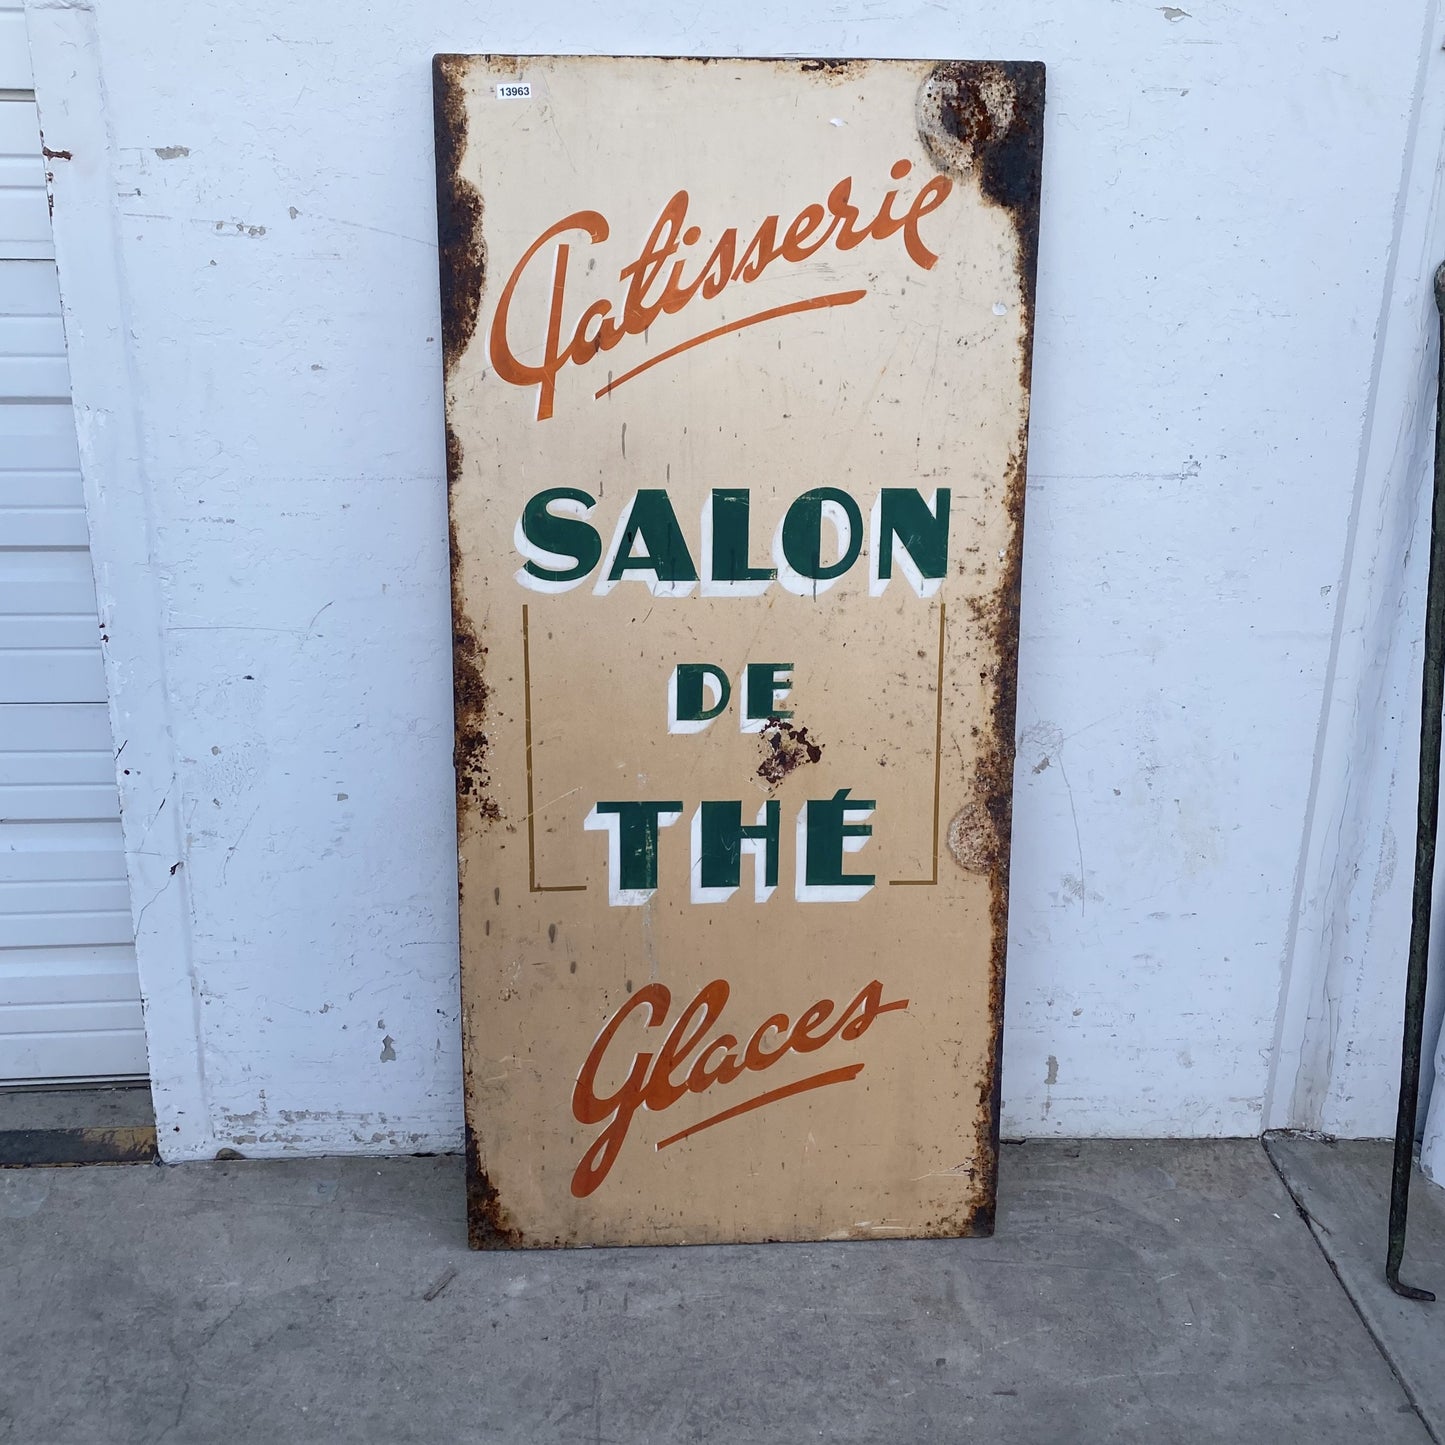 13963
Patisserie
SALON
DE
THÉ
Glaces